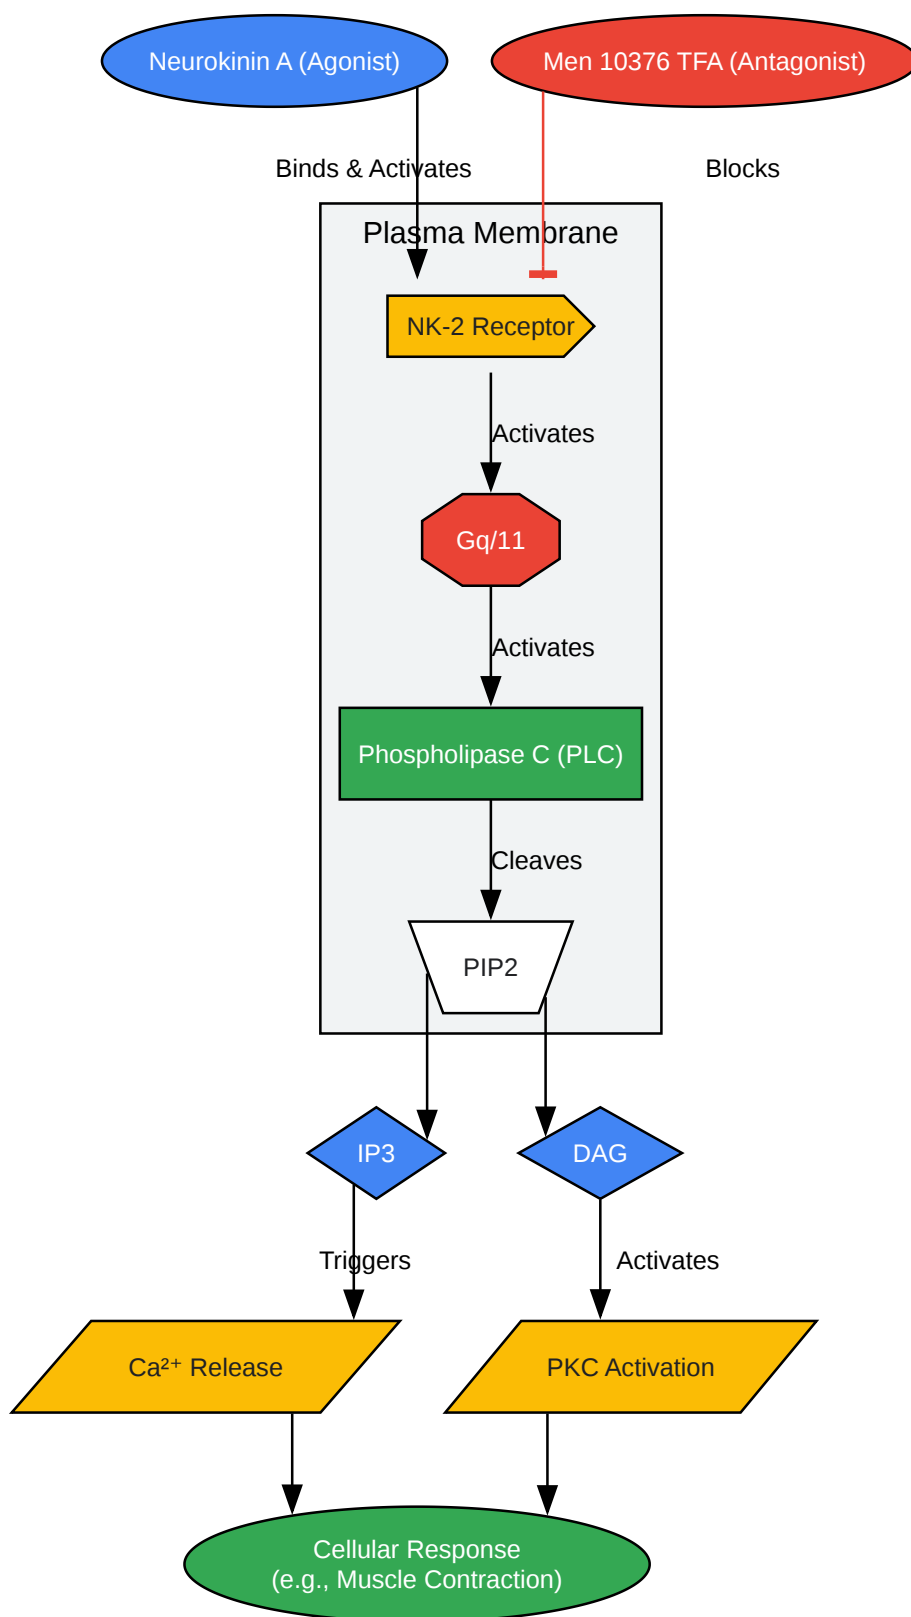 Neurokinin A (Agonist)
Men 10376 TFA (Antagonist)
Binds & Activates
Blocks
Plasma Membrane
NK-2 Receptor
Activates
Gq/11
Activates
Phospholipase C (PLC)
Cleaves
PIP2
IP3
DAG
Triggers
Activates
Ca²⁺ Release
PKC Activation
Cellular Response
(e.g., Muscle Contraction)